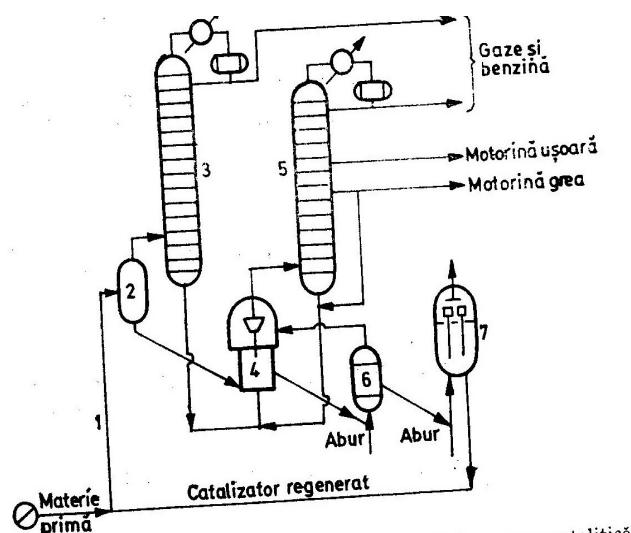 Gaze și
benzină
Motorină ușoară
Motorină grea
3
5
2
7
4
6
1
Abur
Abur
Catalizator regenerat
Materie
primă